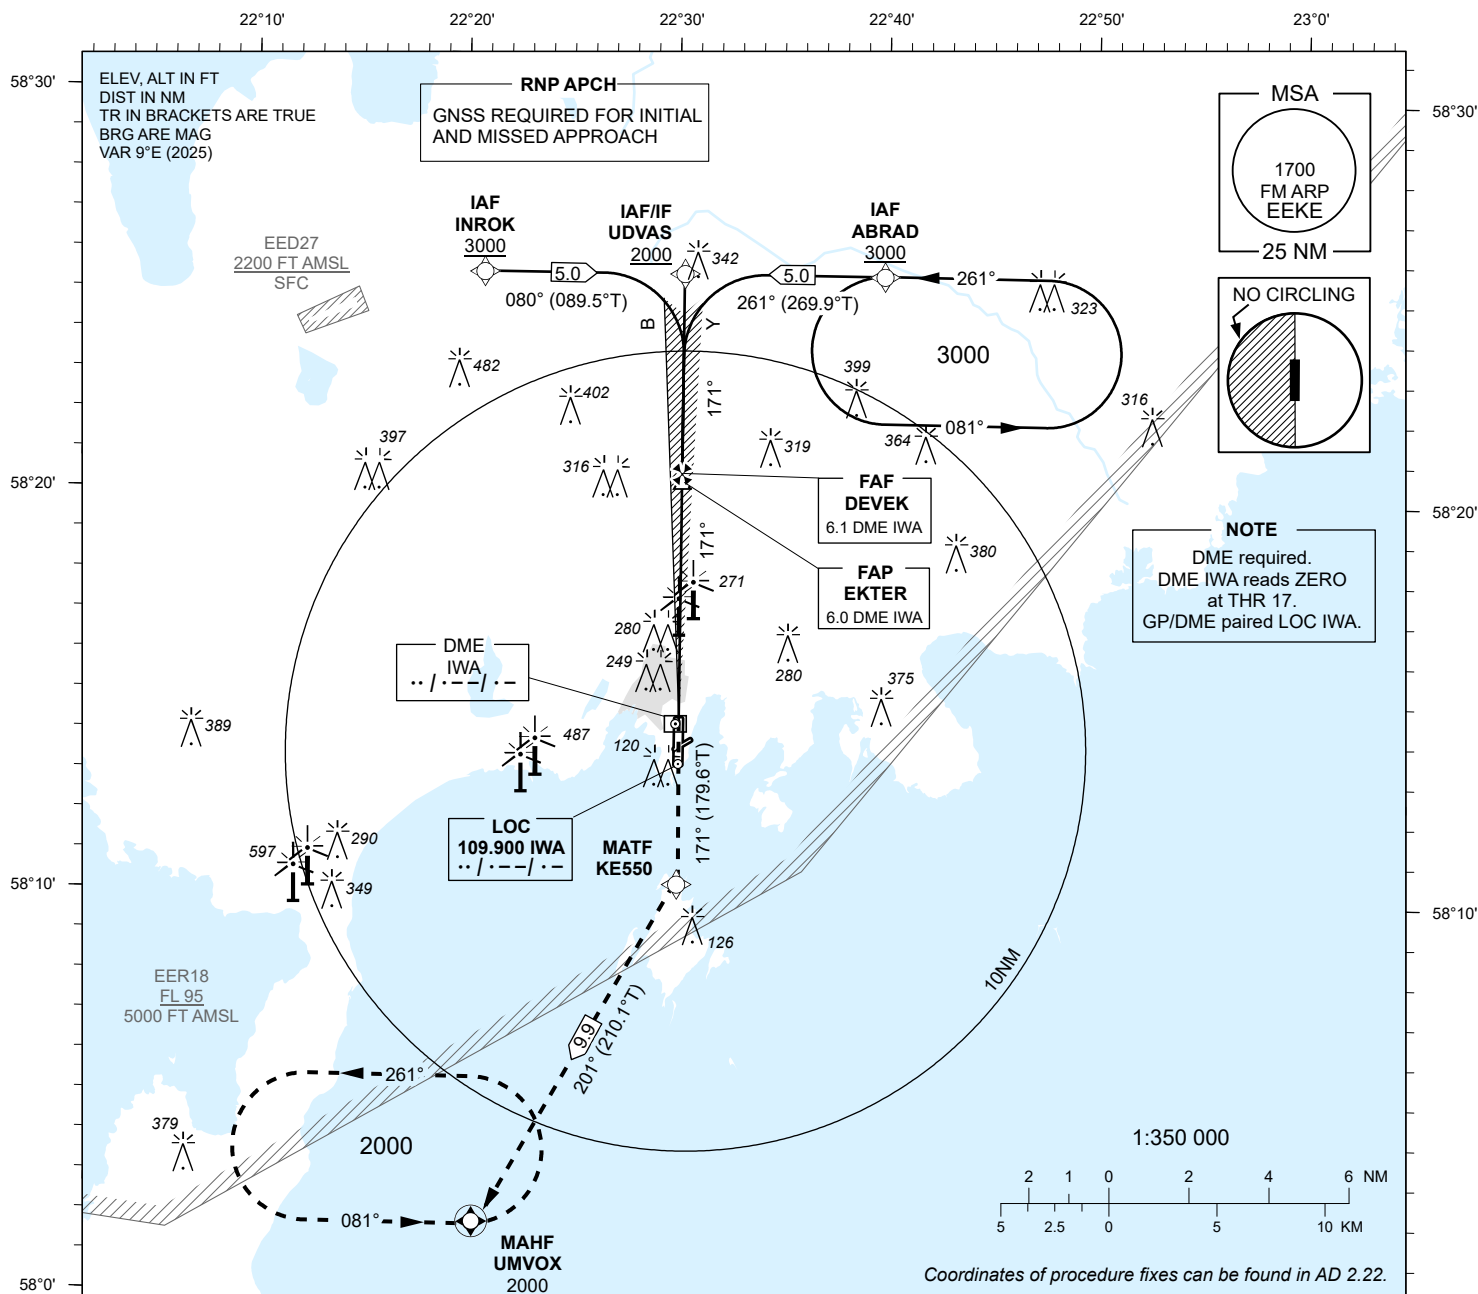 22°10' 22°20' 22°30' 22°40' 22°50' 23°0'
58°30'
58°30'
ELEV, ALT IN FT
DIST IN NM
TR IN BRACKETS ARE TRUE
BRG ARE MAG
VAR 9°E (2025)
RNP APCH
GNSS REQUIRED FOR INITIAL
AND MISSED APPROACH
MSA
1700
FM ARP
EEKE
25 NM
IAF
INROK
3000
IAF/IF
UDVAS
2000
IAF
ABRAD
3000
342
EED27
2200 FT AMSL
SFC
5.0
080° (089.5°T)
5.0
261° (269.9°T)
261°
323
NO CIRCLING
B
Y
171°
3000
482
402
399
081°
364
316
397
316
319
58°20'
58°20'
FAF
DEVEK
6.1 DME IWA
171°
380
NOTE
DME required.
DME IWA reads ZERO
at THR 17.
GP/DME paired LOC IWA.
FAP
EKTER
6.0 DME IWA
271
280
249
280
DME
IWA
·· / ·−− / ·−
375
389
487
120
171° (179.6°T)
LOC
109.900 IWA
·· / ·−− / ·−
MATF
KE550
597
290
349
58°10'
58°10'
126
10NM
EER18
FL 95
5000 FT AMSL
9.9
201° (210.1°T)
261°
379
2000
081°
1:350 000
2 1 0 2 4 6 NM
5 2.5 0 5 10 KM
MAHF
UMVOX
2000
58°0'
Coordinates of procedure fixes can be found in AD 2.22.